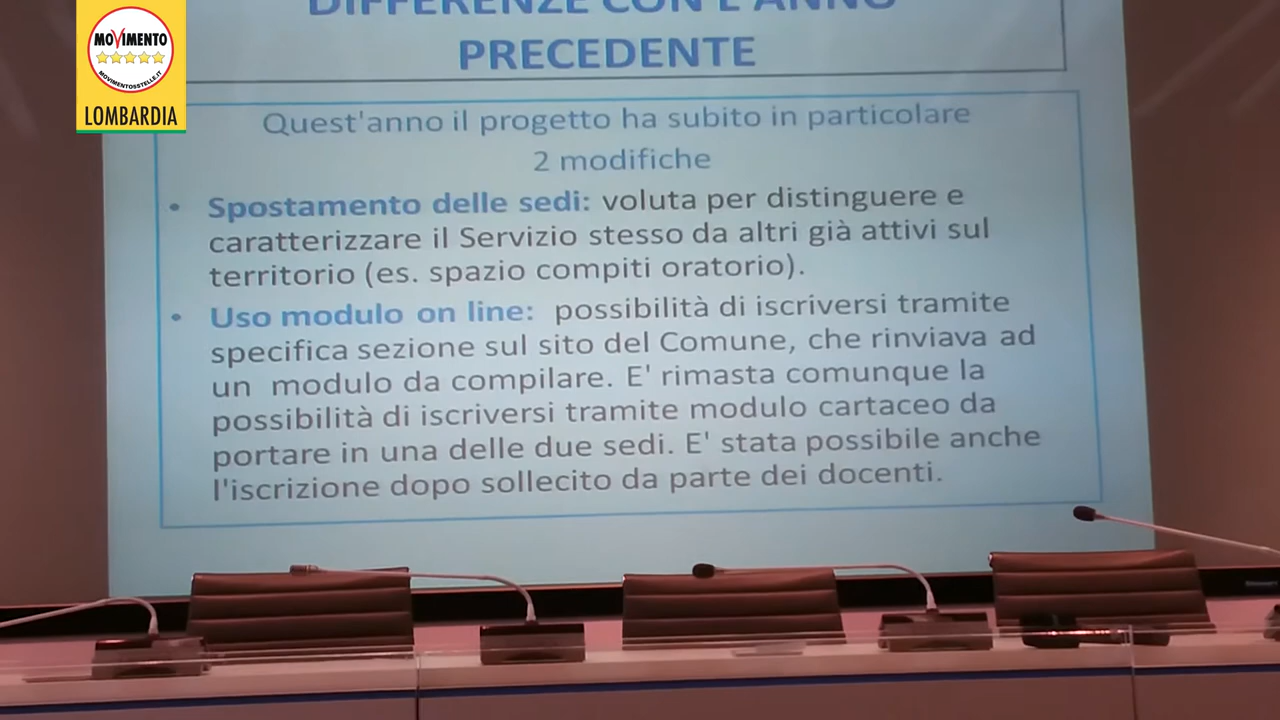 MOVIMENTO
MOVIMENTO5STELLE.IT
LOMBARDIA
DIFFERENZE CON L'ANNO
PRECEDENTE
Quest'anno il progetto ha subito in particolare
2 modifiche
• Spostamento delle sedi: voluta per distinguere e
caratterizzare il Servizio stesso da altri già attivi sul
territorio (es. spazio compiti oratorio).
• Uso modulo on line: possibilità di iscriversi tramite
specifica sezione sul sito del Comune, che rinviava ad
un modulo da compilare. E' rimasta comunque la
possibilità di iscriversi tramite modulo cartaceo da
portare in una delle due sedi. E' stata possibile anche
l'iscrizione dopo sollecito da parte dei docenti.